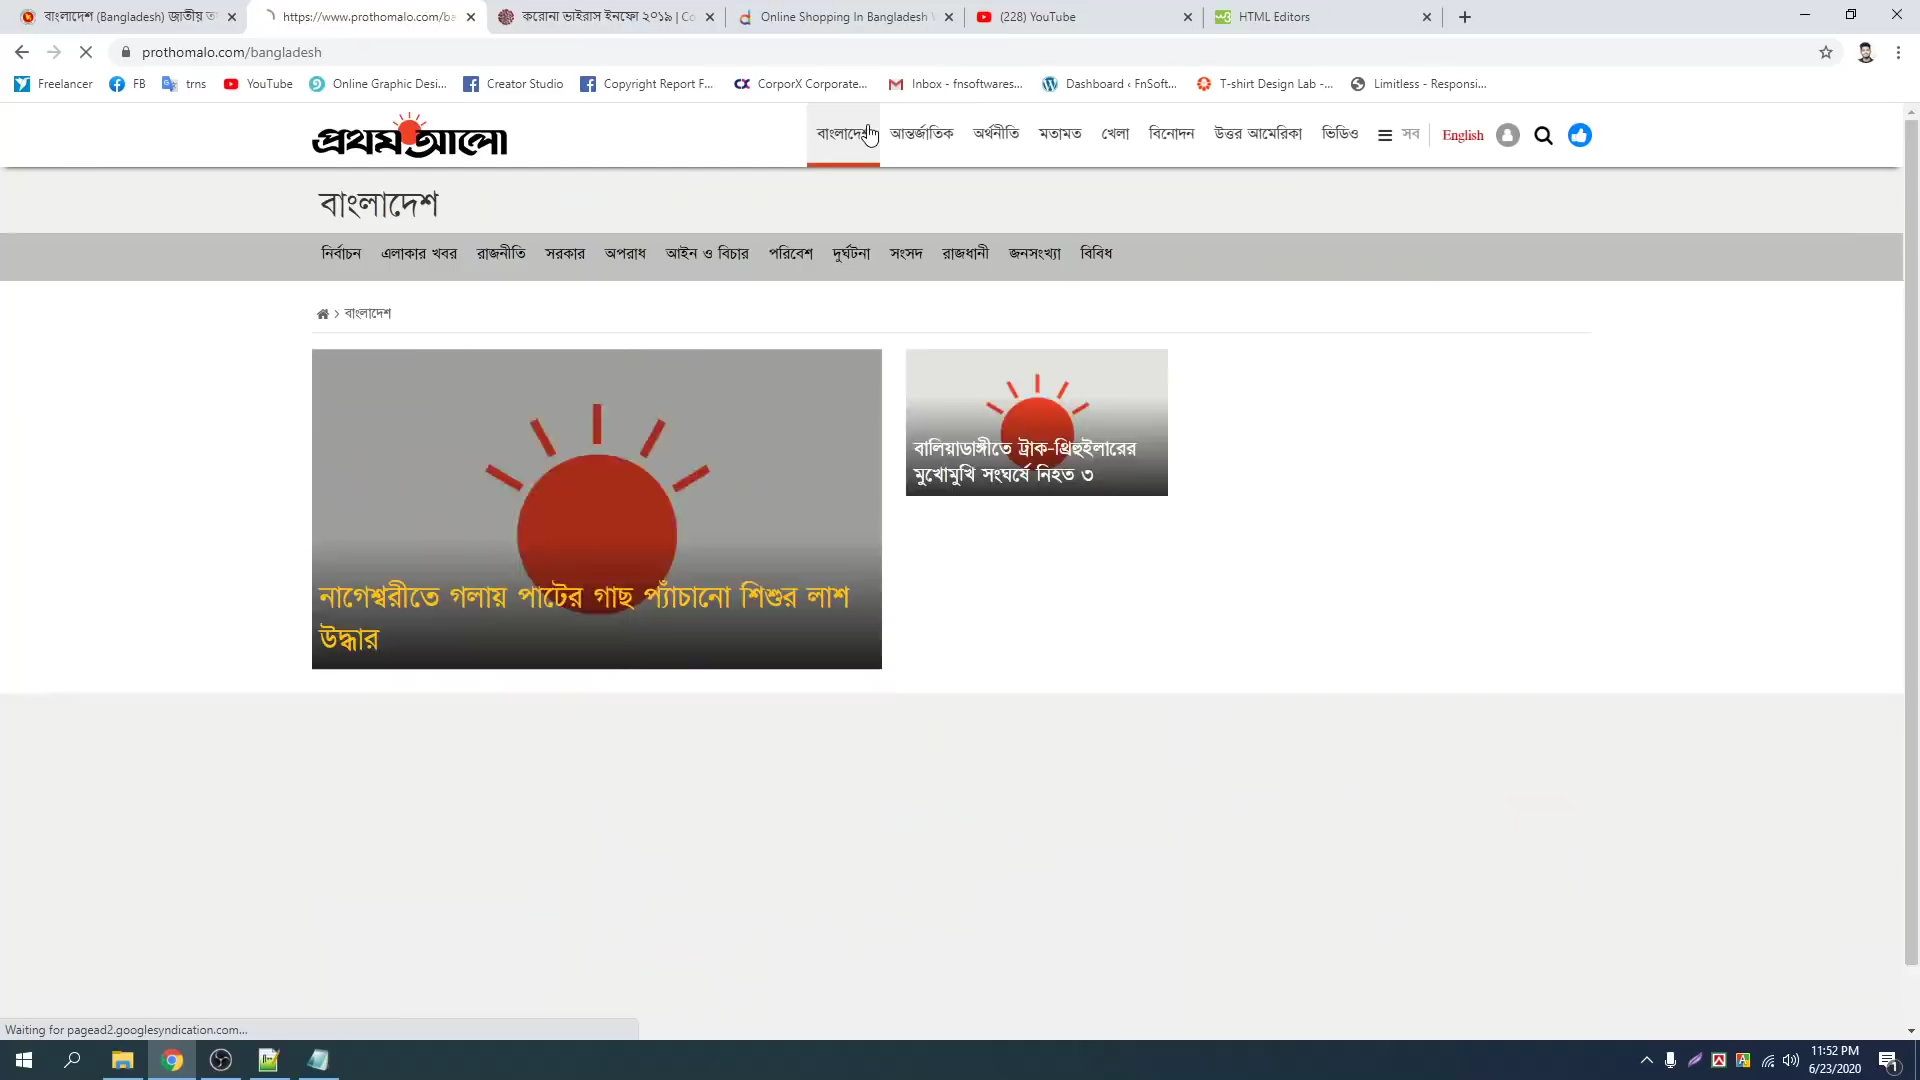 বাংলাদেশ (Bangladesh) জাতীয় ত
https://www.prothomalo.com/ba
করোনা ভাইরাস ইনফো ২০১৯ | Co
Online Shopping In Bangladesh
(228) YouTube
HTML Editors
prothomalo.com/bangladesh
Freelancer
FB
trns
YouTube
Online Graphic Desi...
Creator Studio
Copyright Report F...
CX CorporX Corporate...
Inbox - fnsoftwares...
Dashboard ‹ FnSoft...
T-shirt Design Lab -...
Limitless - Responsi...
প্রথম আলো
বাংলাদেশ আন্তর্জাতিক অর্থনীতি মতামত খেলা বিনোদন উত্তর আমেরিকা ভিডিও সব English
বাংলাদেশ
নির্বাচন এলাকার খবর রাজনীতি সরকার অপরাধ আইন ও বিচার পরিবেশ দুর্ঘটনা সংসদ রাজধানী জনসংখ্যা বিবিধ
> বাংলাদেশ
নাগেশ্বরীতে গলায় পাটের গাছ প্যাঁচানো শিশুর লাশ
উদ্ধার
বালিয়াডাঙ্গীতে ট্রাক-থ্রিহুইলারের
মুখোমুখি সংঘর্ষে নিহত ৩
Waiting for pagead2.googlesyndication.com...
11:52 PM
6/23/2020
1